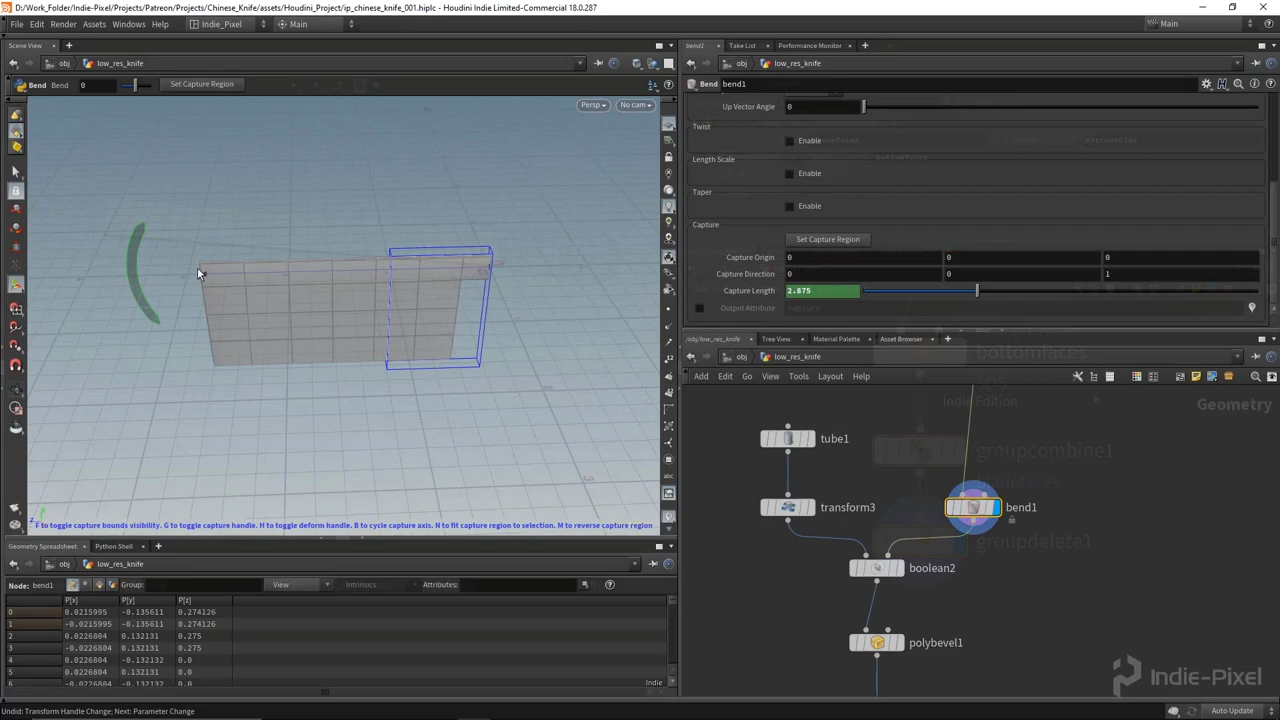 D:/Work_Folder/Indie-Pixel/Projects/Patreon/Projects/Chinese_Knife/assets/Houdini_Project/ip_chinese_knife_001.hiplc - Houdini Indie Limited-Commercial 18.0.287
File Edit Render Assets Windows Help Indie_Pixel Main Main
Scene View
obj low_res_knife
Bend Bend 0 Set Capture Region
Persp No cam
F to toggle capture bounds visibility. G to toggle capture handle. H to toggle deform handle. B to cycle capture axis. N to fit capture region to selection. M to reverse capture region
Geometry Spreadsheet Python Shell
obj low_res_knife
Node: bend1 Group: View Intrinsics Attributes:
P[x] P[y] P[z]
0 0.0215995 -0.135611 0.274126
1 -0.0215995 -0.135611 0.274126
2 0.0226804 0.132131 0.275
3 -0.0226804 0.132131 0.275
4 0.0226804 -0.132132 0.0
5 0.0226804 0.132131 0.0
6 -0.0226804 -0.132132 0.0
Indie
Undid: Transform Handle Change; Next: Parameter Change
bend1 Take List Performance Monitor
obj low_res_knife
Bend bend1
Up Vector Angle 0
Twist
Enable
Length Scale
Enable
Taper
Enable
Capture
Set Capture Region
Capture Origin 0 0 0
Capture Direction 0 0 1
Capture Length 2.875
Output Attribute capture
/obj/low_res_knife Tree View Material Palette Asset Browser
obj low_res_knife
Add Edit Go View Tools Layout Help
bottomfaces
Indie Edition
Geometry
groupcombine1
tube1
transform3
bend1
groupdelete1
boolean2
polybevel1
Indie-Pixel
Auto Update